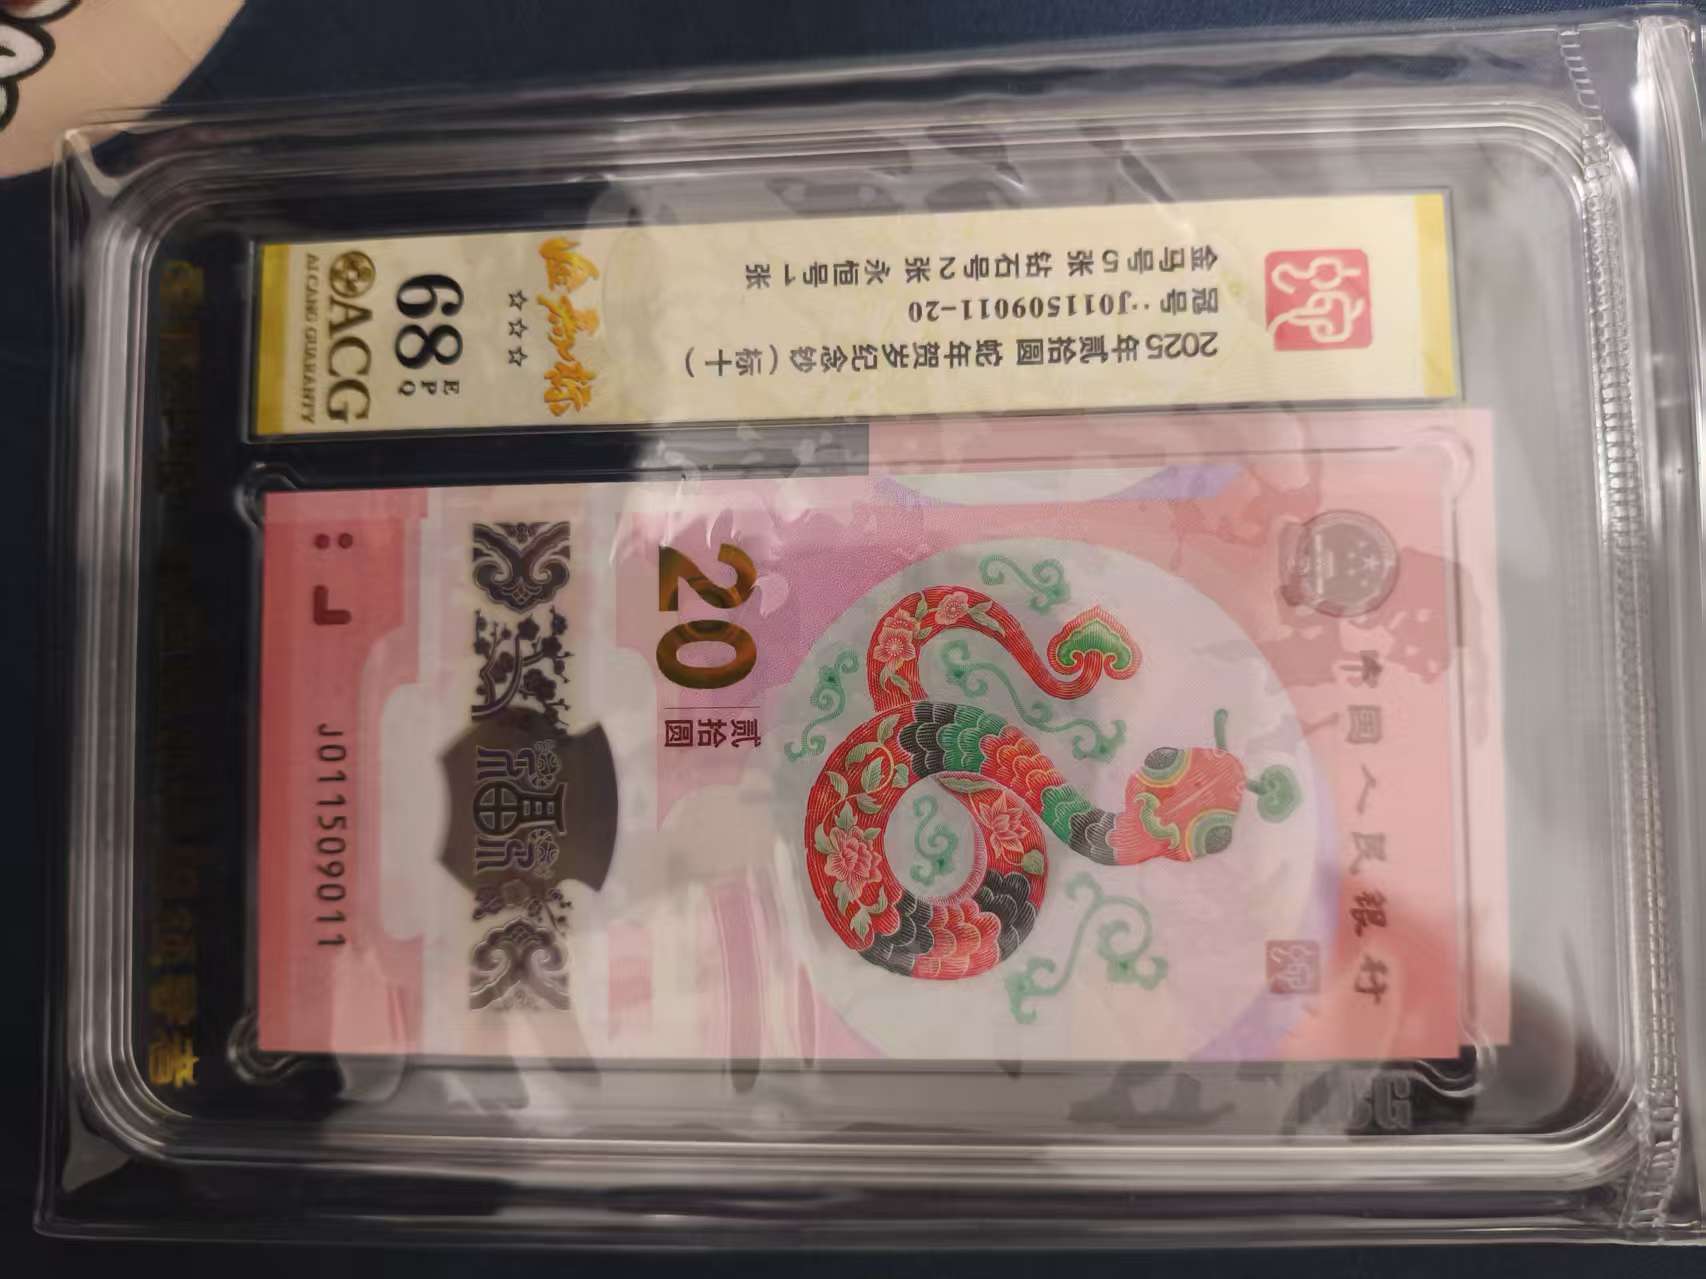 2025年贰拾圆 蛇年贺岁纪念钞（标十）
冠号:J011509011-20
金马号5张 钻石号2张 永恒号1张
☆☆☆
68
EPQ
ACG
AI CANG GUARANTY
中国人民银行
蛇
20
贰拾圆
福
J011509011